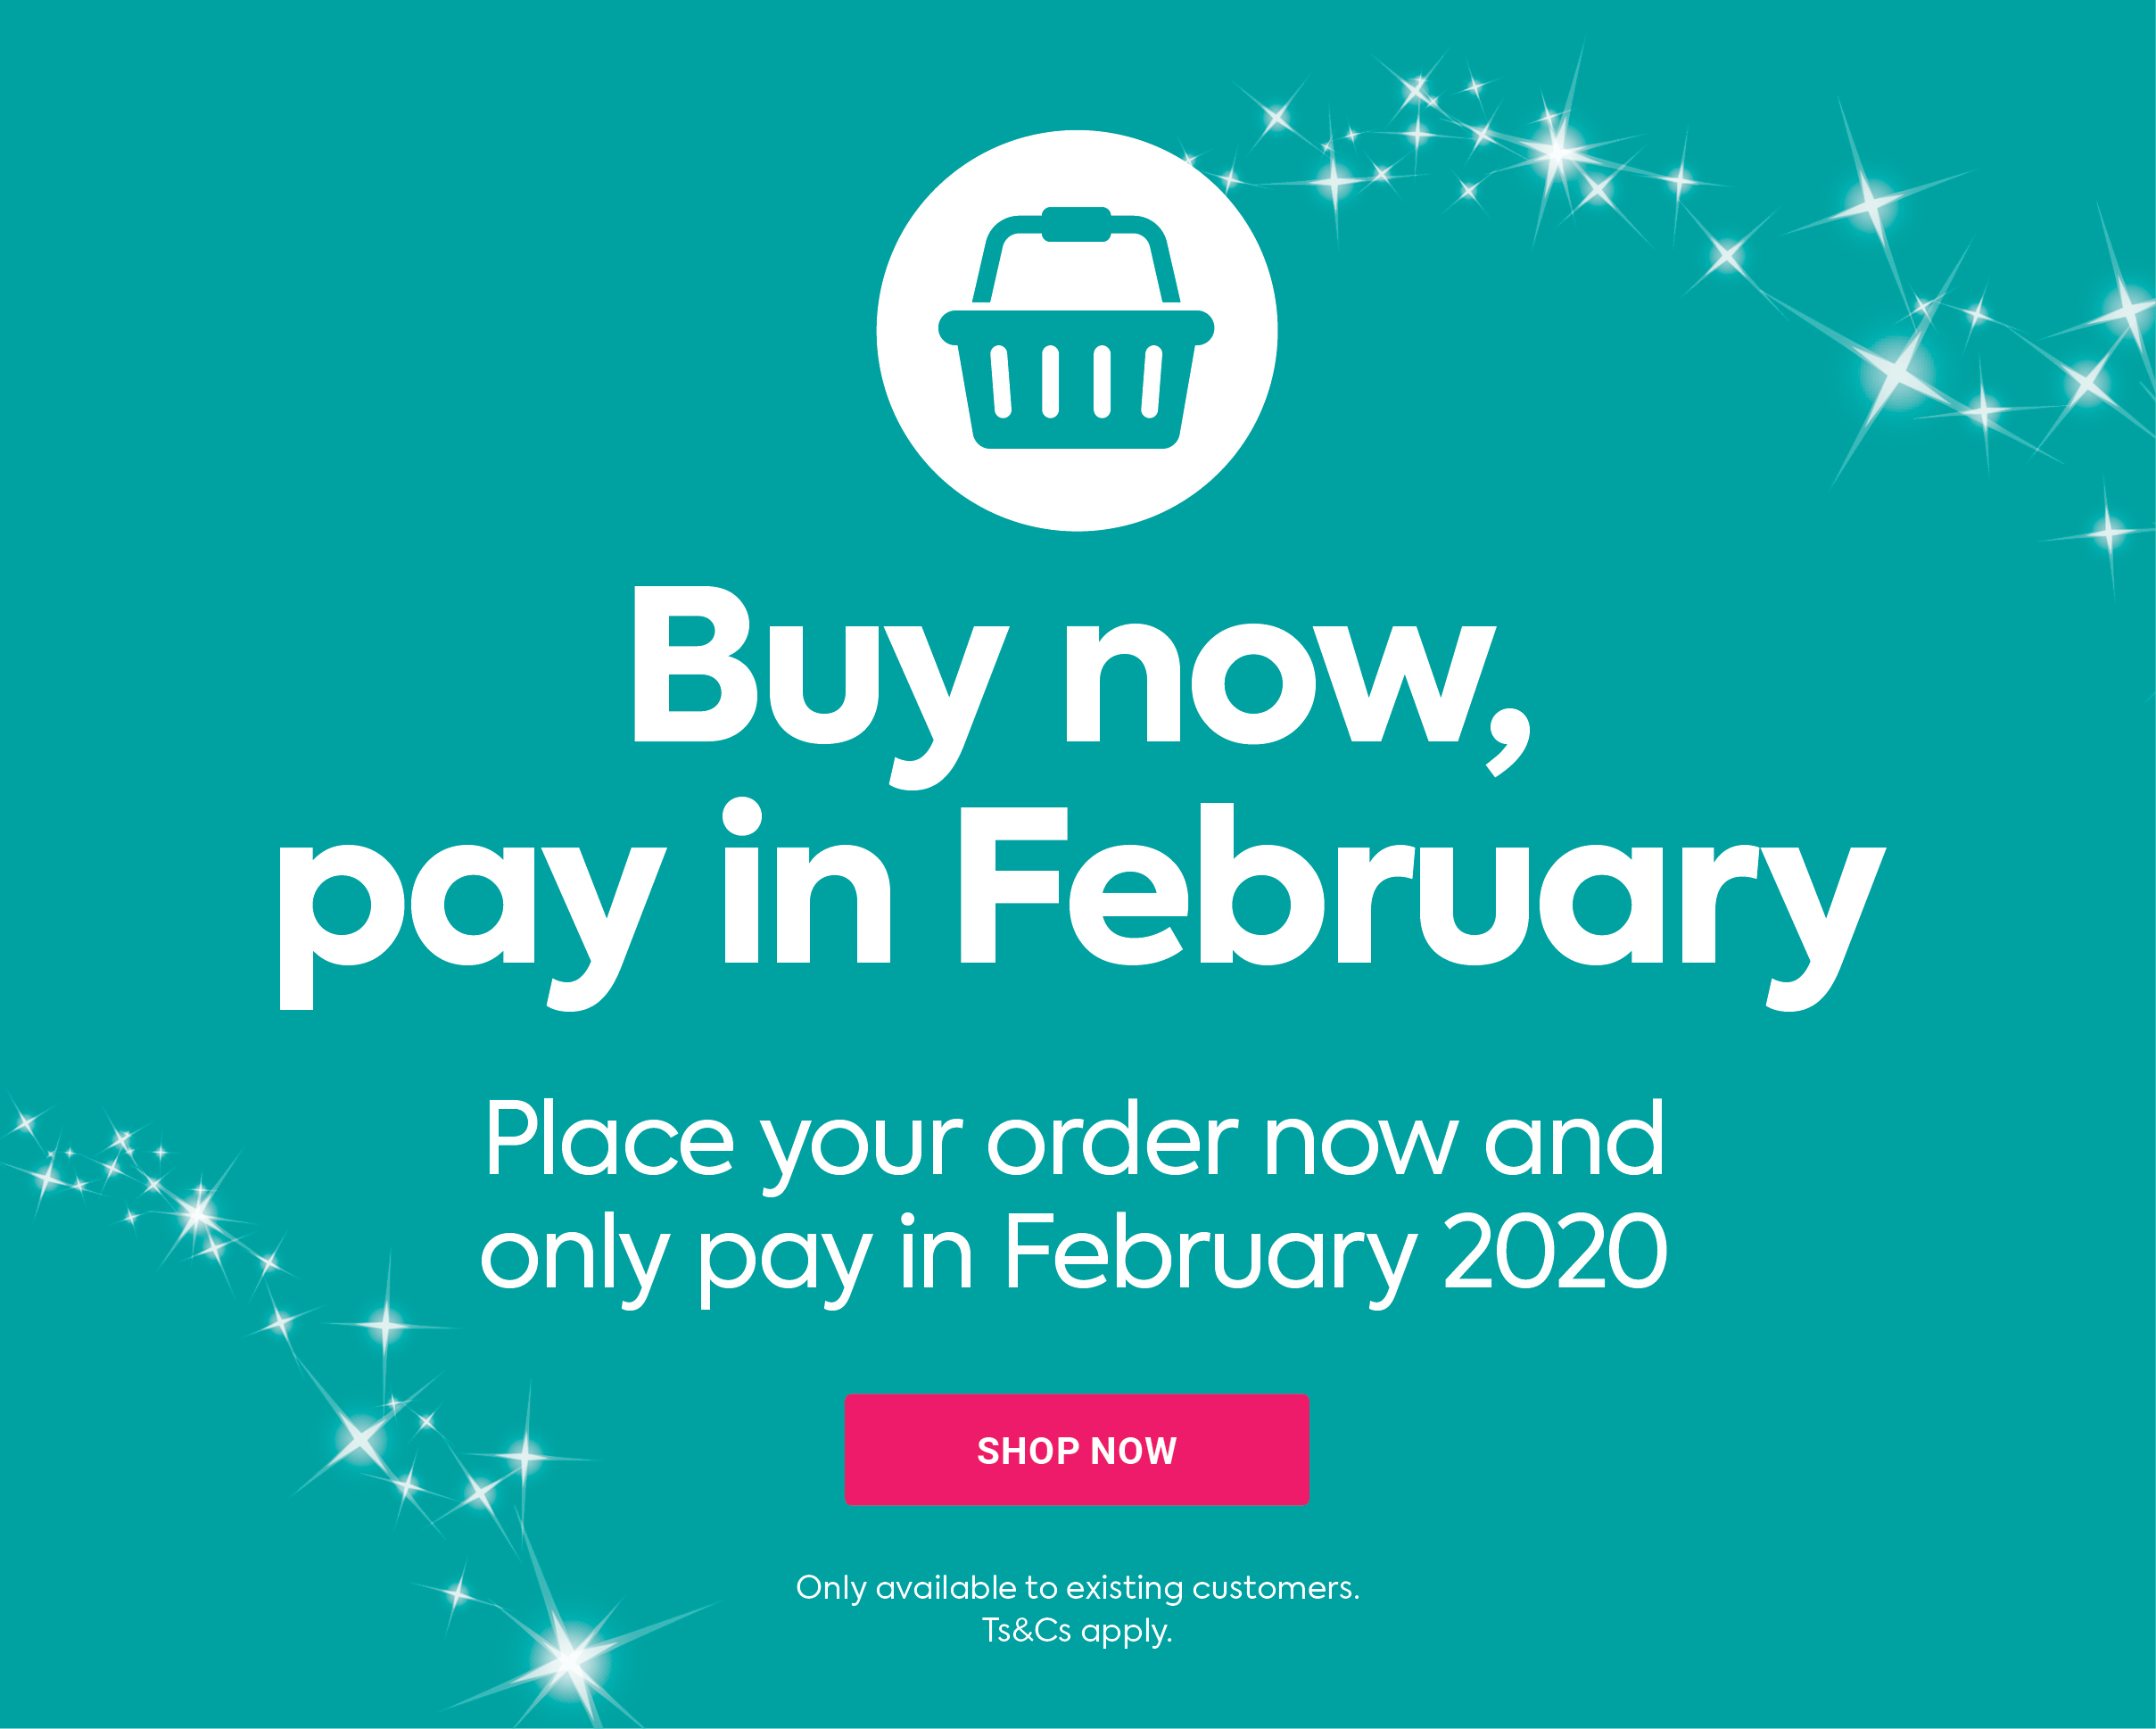 Buy now,
pay in February
Place your order now and
only pay in February 2020
SHOP NOW
Only available to existing customers.
Ts&Cs apply.